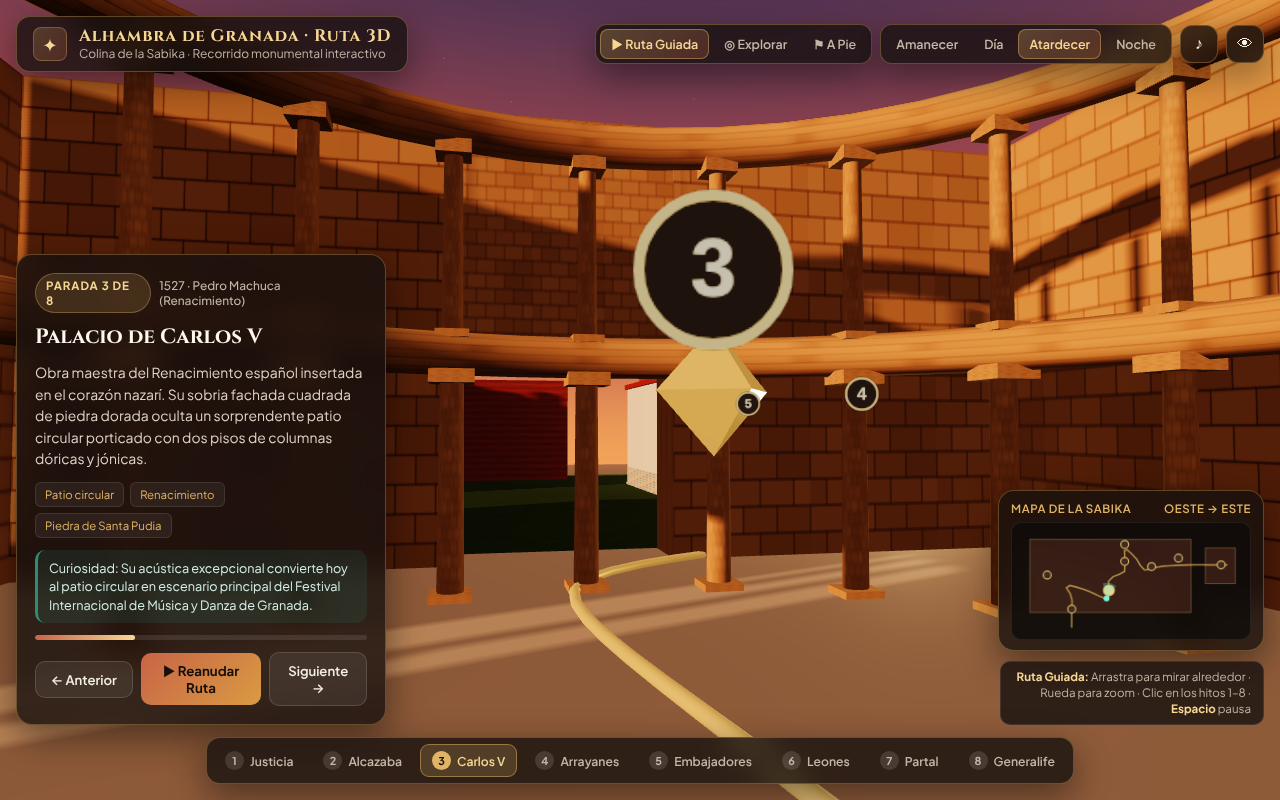 ✦
ALHAMBRA DE GRANADA · RUTA 3D
Colina de la Sabika · Recorrido monumental interactivo
▶ Ruta Guiada
◎ Explorar
⚑ A Pie
Amanecer
Día
Atardecer
Noche
♪
👁
3
5
4
PARADA 3 DE
8
1527 · Pedro Machuca
(Renacimiento)
PALACIO DE CARLOS V
Obra maestra del Renacimiento español insertada
en el corazón nazarí. Su sobria fachada cuadrada
de piedra dorada oculta un sorprendente patio
circular porticado con dos pisos de columnas
dóricas y jónicas.
Patio circular
Renacimiento
Piedra de Santa Pudia
Curiosidad: Su acústica excepcional convierte hoy
al patio circular en escenario principal del Festival
Internacional de Música y Danza de Granada.
← Anterior
▶ Reanudar
Ruta
Siguiente
→
MAPA DE LA SABIKA
OESTE → ESTE
Ruta Guiada: Arrastra para mirar alrededor ·
Rueda para zoom · Clic en los hitos 1–8 ·
Espacio pausa
1 Justicia
2 Alcazaba
3 Carlos V
4 Arrayanes
5 Embajadores
6 Leones
7 Partal
8 Generalife